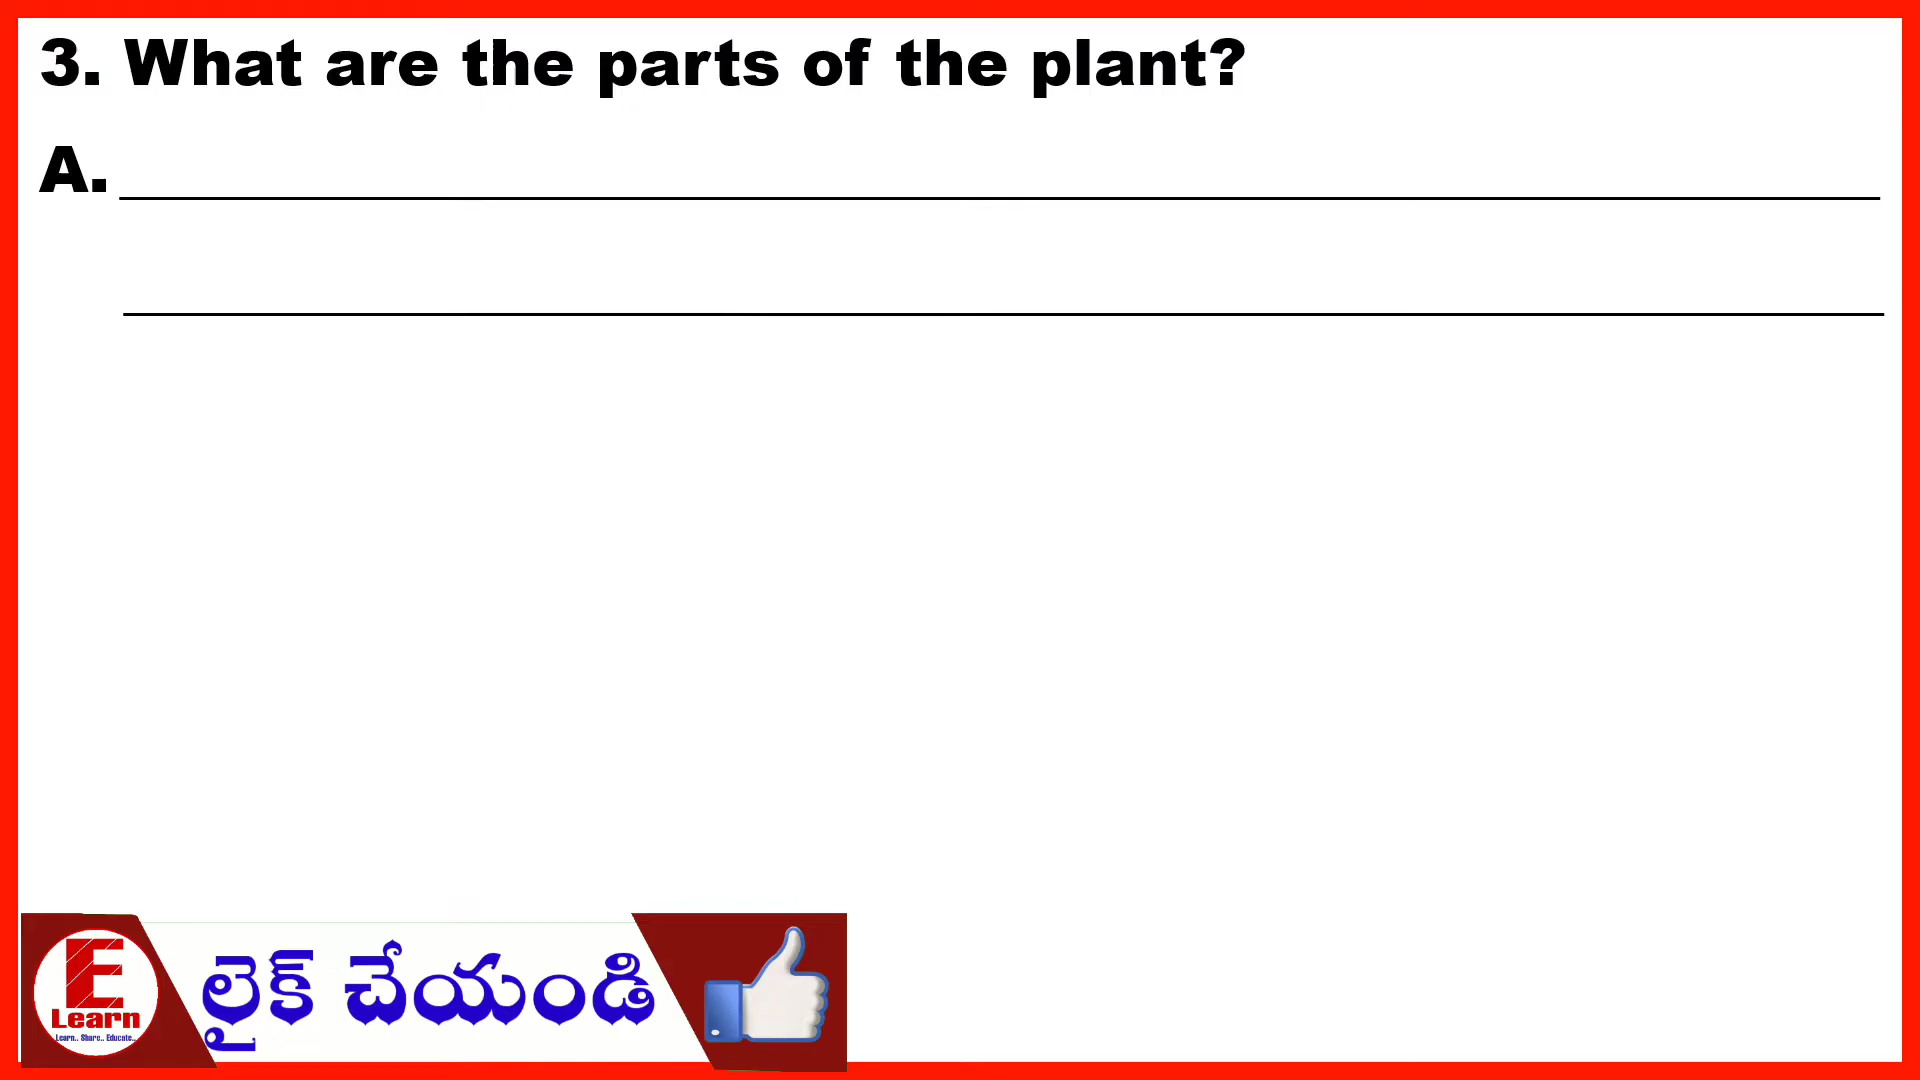 3. What are the parts of the plant?
A.
E
Learn
Learn.. Share.. Educate..
లైక్ చేయండి